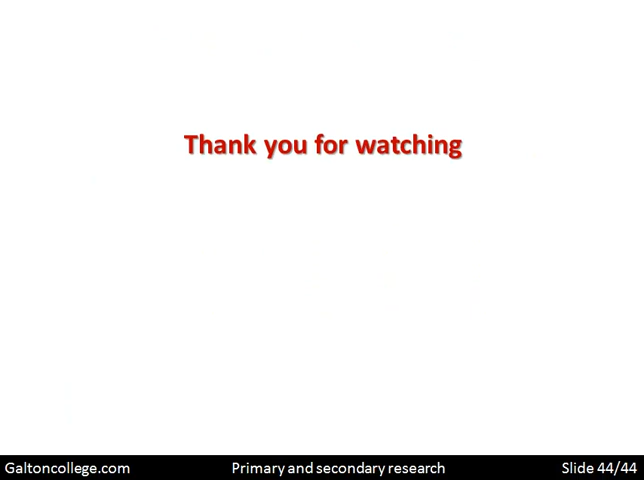 Thank you for watching
Galtoncollege.com Primary and secondary research Slide 44/44